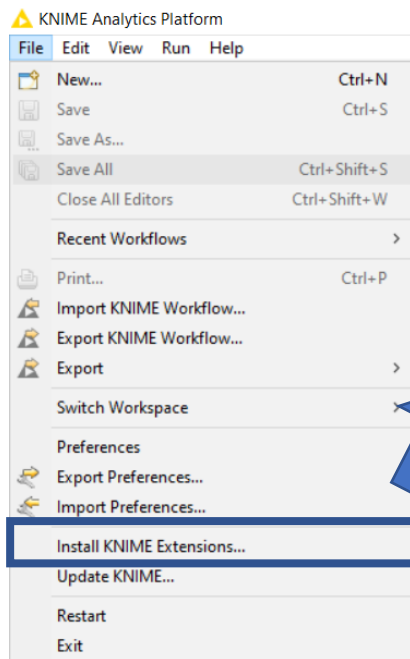 KNIME Analytics Platform
File Edit View Run Help
New... Ctrl+N
Save Ctrl+S
Save As...
Save All Ctrl+Shift+S
Close All Editors Ctrl+Shift+W
Recent Workflows >
Print... Ctrl+P
Import KNIME Workflow...
Export KNIME Workflow...
Export >
Switch Workspace >
Preferences
Export Preferences...
Import Preferences...
Install KNIME Extensions...
Update KNIME...
Restart
Exit